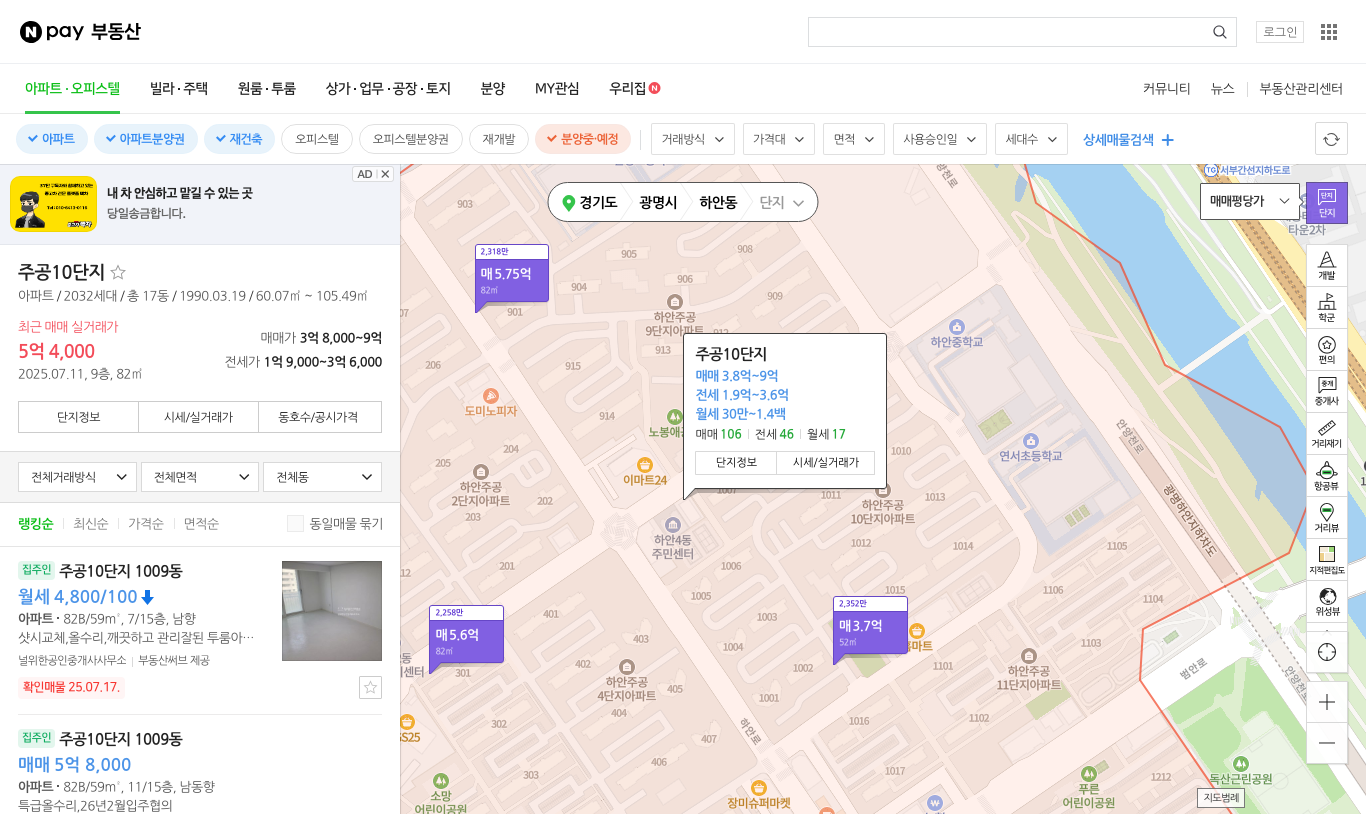 N pay 부동산
로그인
아파트·오피스텔 빌라·주택 원룸·투룸 상가·업무·공장·토지 분양 MY관심 우리집 N
커뮤니티 뉴스 부동산관리센터
아파트 아파트분양권 재건축 오피스텔 오피스텔분양권 재개발 분양중·예정 거래방식 가격대 면적 사용승인일 세대수 상세매물검색
AD
내 차 안심하고 맡길 수 있는 곳
당일송금합니다.
주공10단지
아파트 / 2032세대 / 총 17동 / 1990.03.19 / 60.07㎡ ~ 105.49㎡
최근 매매 실거래가
5억 4,000
2025.07.11, 9층, 82㎡
매매가 3억 8,000~9억
전세가 1억 9,000~3억 6,000
단지정보 시세/실거래가 동호수/공시가격
전체거래방식 전체면적 전체동
랭킹순 최신순 가격순 면적순 동일매물 묶기
집주인 주공10단지 1009동
월세 4,800/100
아파트 · 82B/59m², 7/15층, 남향
샷시교체,올수리,깨끗하고 관리잘된 투룸아…
널위한공인중개사사무소 부동산써브 제공
확인매물 25.07.17.
집주인 주공10단지 1009동
매매 5억 8,000
아파트 · 82B/59m², 11/15층, 남동향
특급올수리,26년2월입주협의
경기도 광명시 하안동 단지
서부간선지하도로
매매평당가
단지
단지
타운2차
903
안양천로
2,318만
매 5.75억
82㎡
901
904
905
906
908
909
907
하안주공
9단지아파트
912
913
914
915
206
도미노피자
노봉애
이마트24
205
204
하안주공
2단지아파트
202
203
201
하안4동
주민센터
주공10단지
매매 3.8억~9억
전세 1.9억~3.6억
월세 30만~1.4백
매매 106 전세 46 월세 17
단지정보 시세/실거래가
1007
1010
1011
하안주공
10단지아파트
1012
1014
1006
1005
1013
1004
1002
1001
하안중학교
연서초등학교
안양천로
광명하안지하차도
1105
1106
2,258만
매 5.6억
82㎡
301
401
402
403
404
405
407
하안주공
4단지아파트
302
303
306
GS25
소망
어린이공원
하안로
장미슈퍼마켓
2,352만
매 3.7억
52㎡
마트
1101
1102
하안주공
11단지아파트
1016
1017
푸른
어린이공원
1212
범안로
안양천로
독산근린공원
지도범례
개발
학군
편의
중개
중개사
거리재기
항공뷰
거리뷰
지적편집도
위성뷰